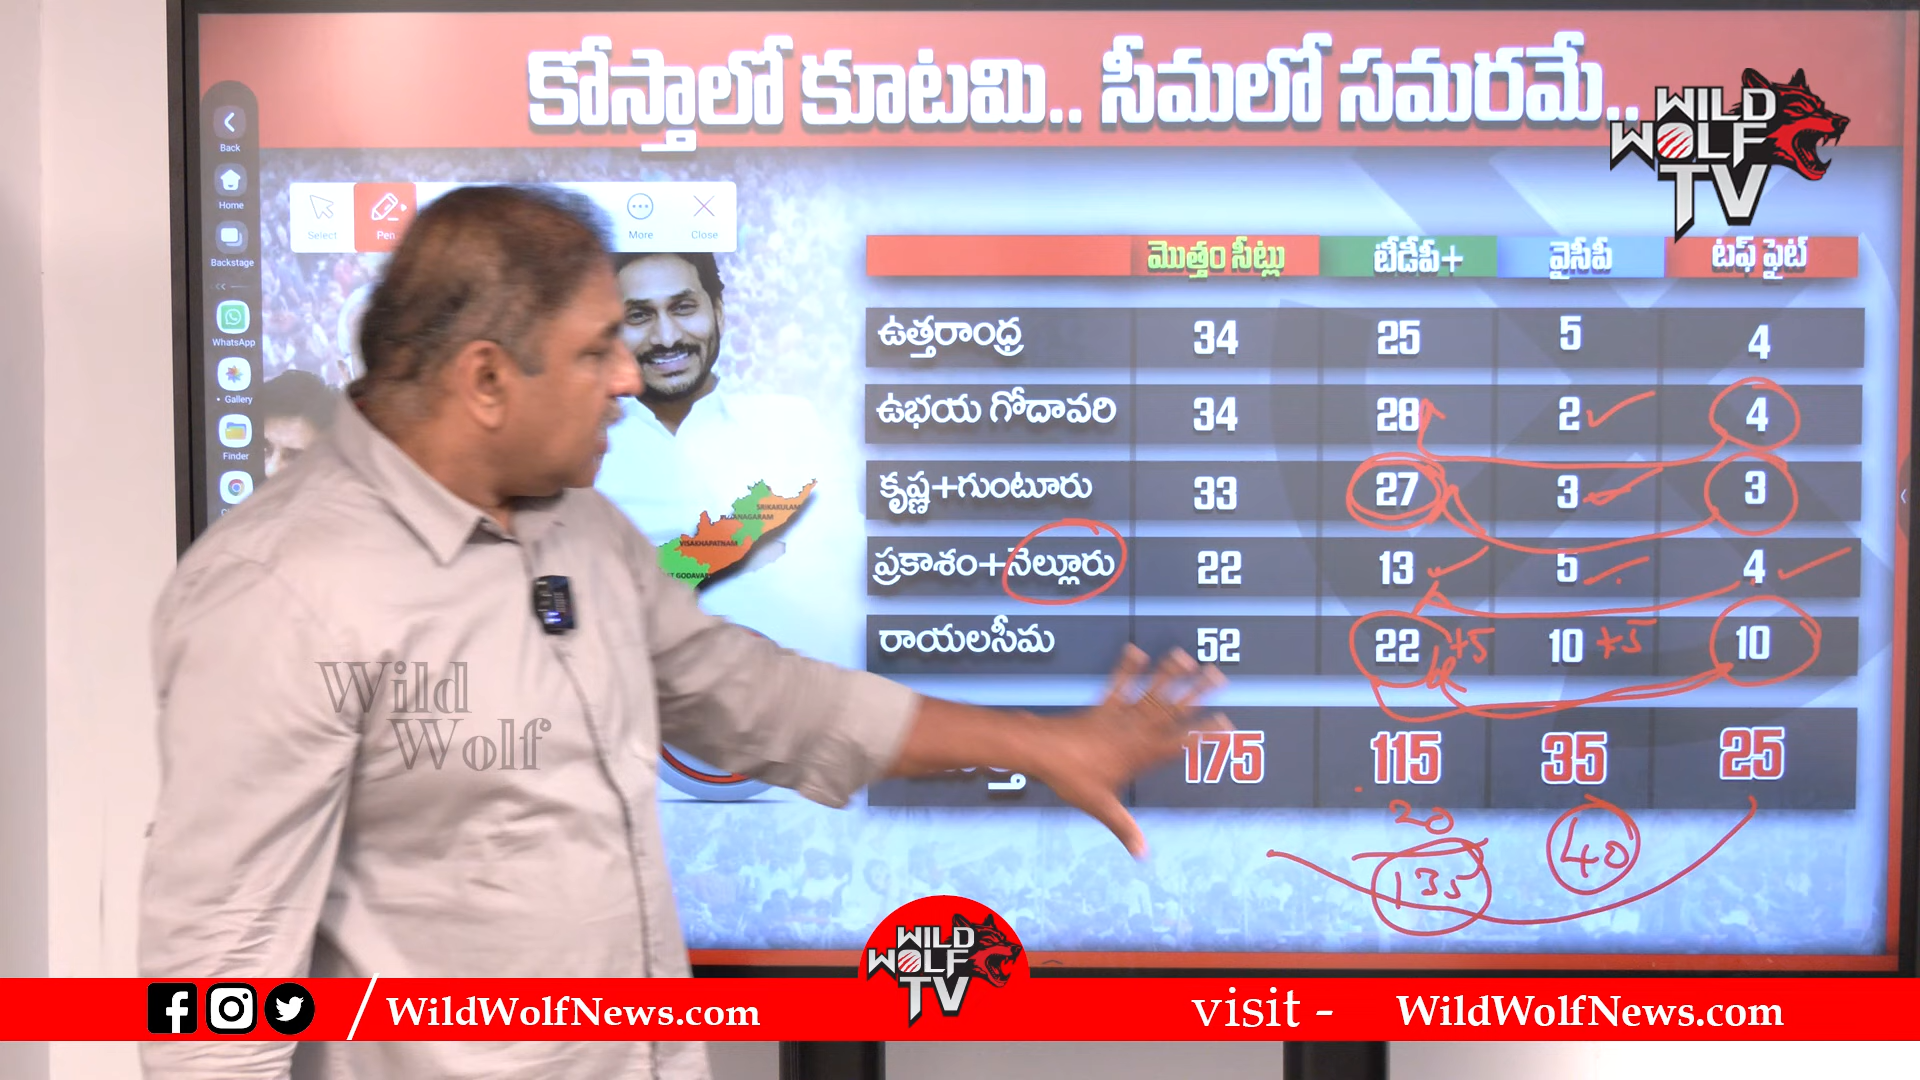 కోస్తాలో కూటమి.. సీమలో సమరమే..
WILD WOLF TV
Back
Home
Backstage
WhatsApp
Gallery
Finder
Select
Pen
More
Close
మొత్తం సీట్లు టీడీపీ+ వైసీపీ టఫ్ ఫైట్
ఉత్తరాంధ్ర 34 25 5 4
ఉభయ గోదావరి 34 28 2 4
కృష్ణ+గుంటూరు 33 27 3 3
ప్రకాశం+నెల్లూరు 22 13 5 4
రాయలసీమ 52 22 +5 10 +5 10
175 115 35 25
20
135 40
SRIKAKULAM
VISAKHAPATNAM
Wild
Wolf
WILD WOLF TV
WildWolfNews.com visit - WildWolfNews.com